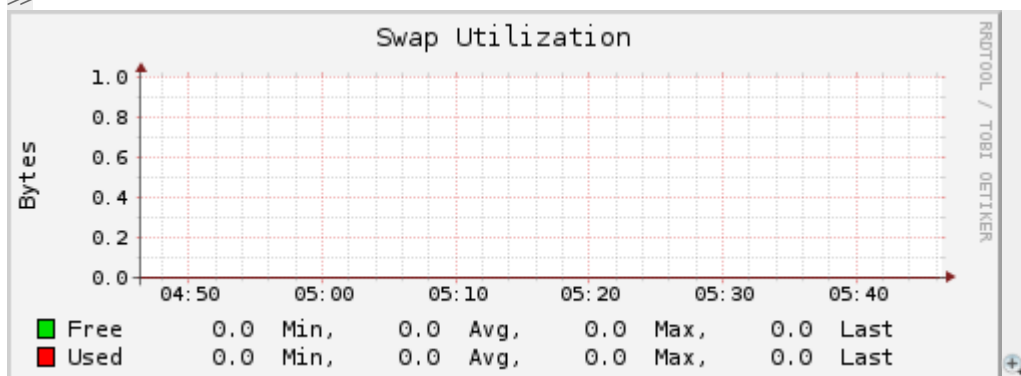 >>
Swap Utilization
RRDTOOL / TOBI OETIKER
Bytes
1.0
0.8
0.6
0.4
0.2
0.0
04:50 05:00 05:10 05:20 05:30 05:40
Free 0.0 Min, 0.0 Avg, 0.0 Max, 0.0 Last
Used 0.0 Min, 0.0 Avg, 0.0 Max, 0.0 Last